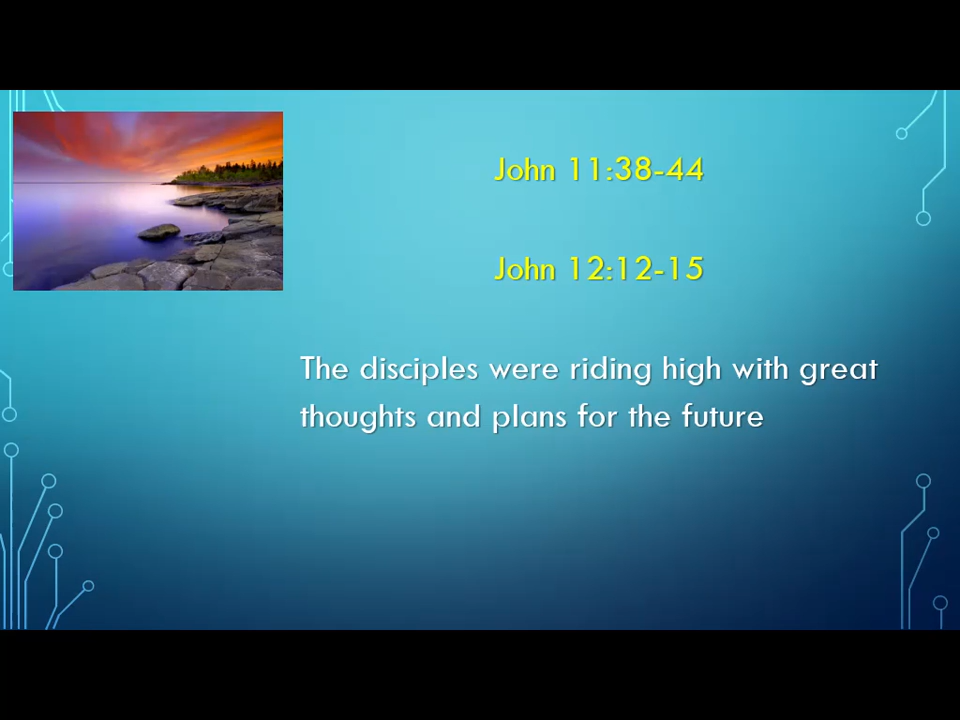 John 11:38-44
John 12:12-15
The disciples were riding high with great
thoughts and plans for the future